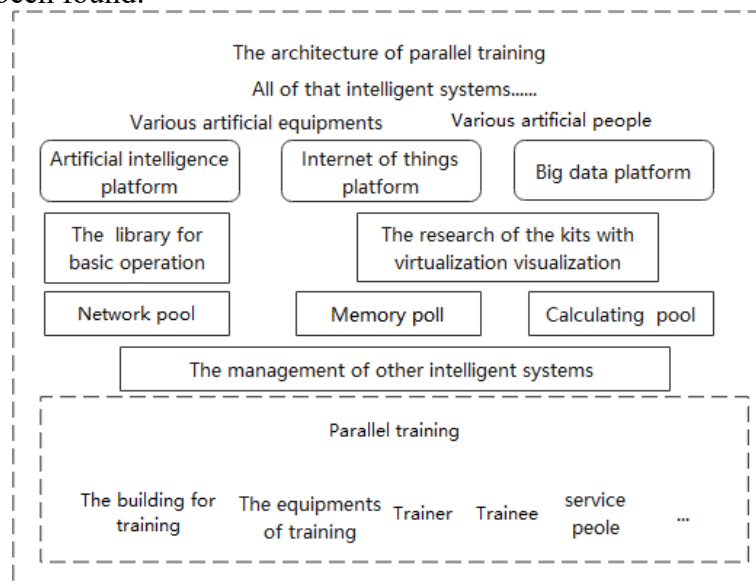 been found.
The architecture of parallel training
All of that intelligent systems......
Various artificial equipments
Various artificial people
Artificial intelligence
platform
Internet of things
platform
Big data platform
The library for
basic operation
The research of the kits with
virtualization visualization
Network pool
Memory poll
Calculating pool
The management of other intelligent systems
Parallel training
The building for
training
The equipments
of training
Trainer
Trainee
service
peole
...